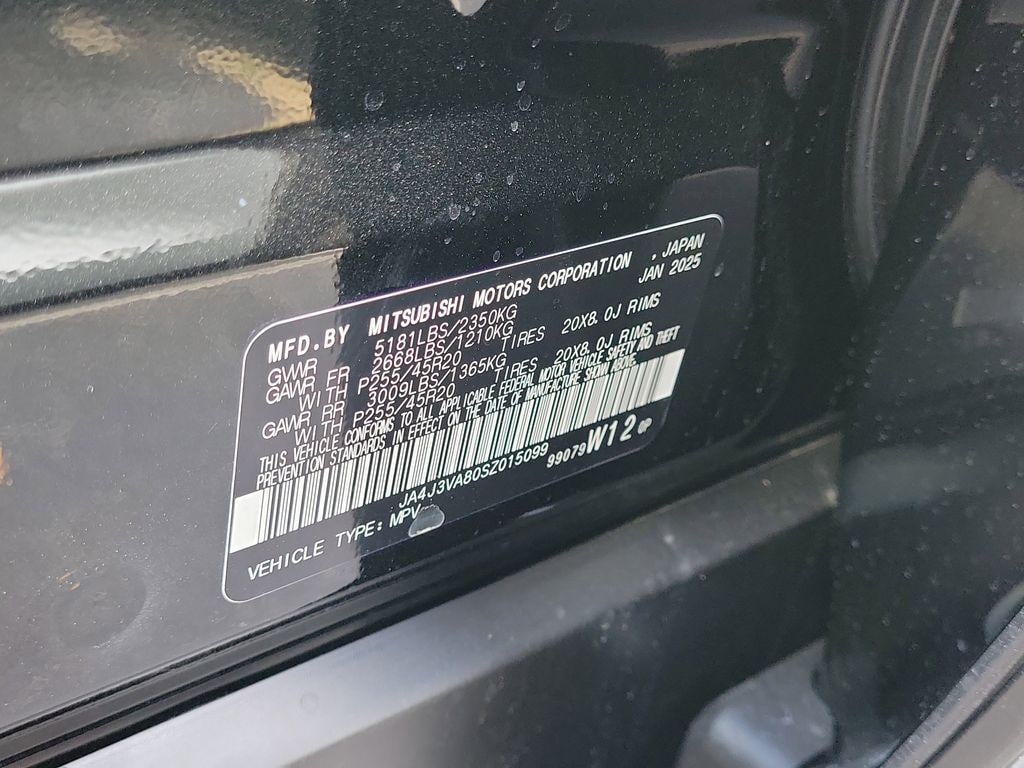 MFD.BY MITSUBISHI MOTORS CORPORATION , JAPAN
JAN 2025
GVWR 5181LBS/2350KG
GAWR FR 2668LBS/1210KG
WITH P255/45R20 TIRES 20X8.0J RIMS
GAWR RR 3009LBS/1365KG
WITH P255/45R20 TIRES 20X8.0J RIMS
THIS VEHICLE CONFORMS TO ALL APPLICABLE FEDERAL MOTOR VEHICLE SAFETY AND THEFT
PREVENTION STANDARDS IN EFFECT ON THE DATE OF MANUFACTURE SHOWN ABOVE.
JA4J3VA80SZ015099
99079 W12 GP
VEHICLE TYPE: MPV